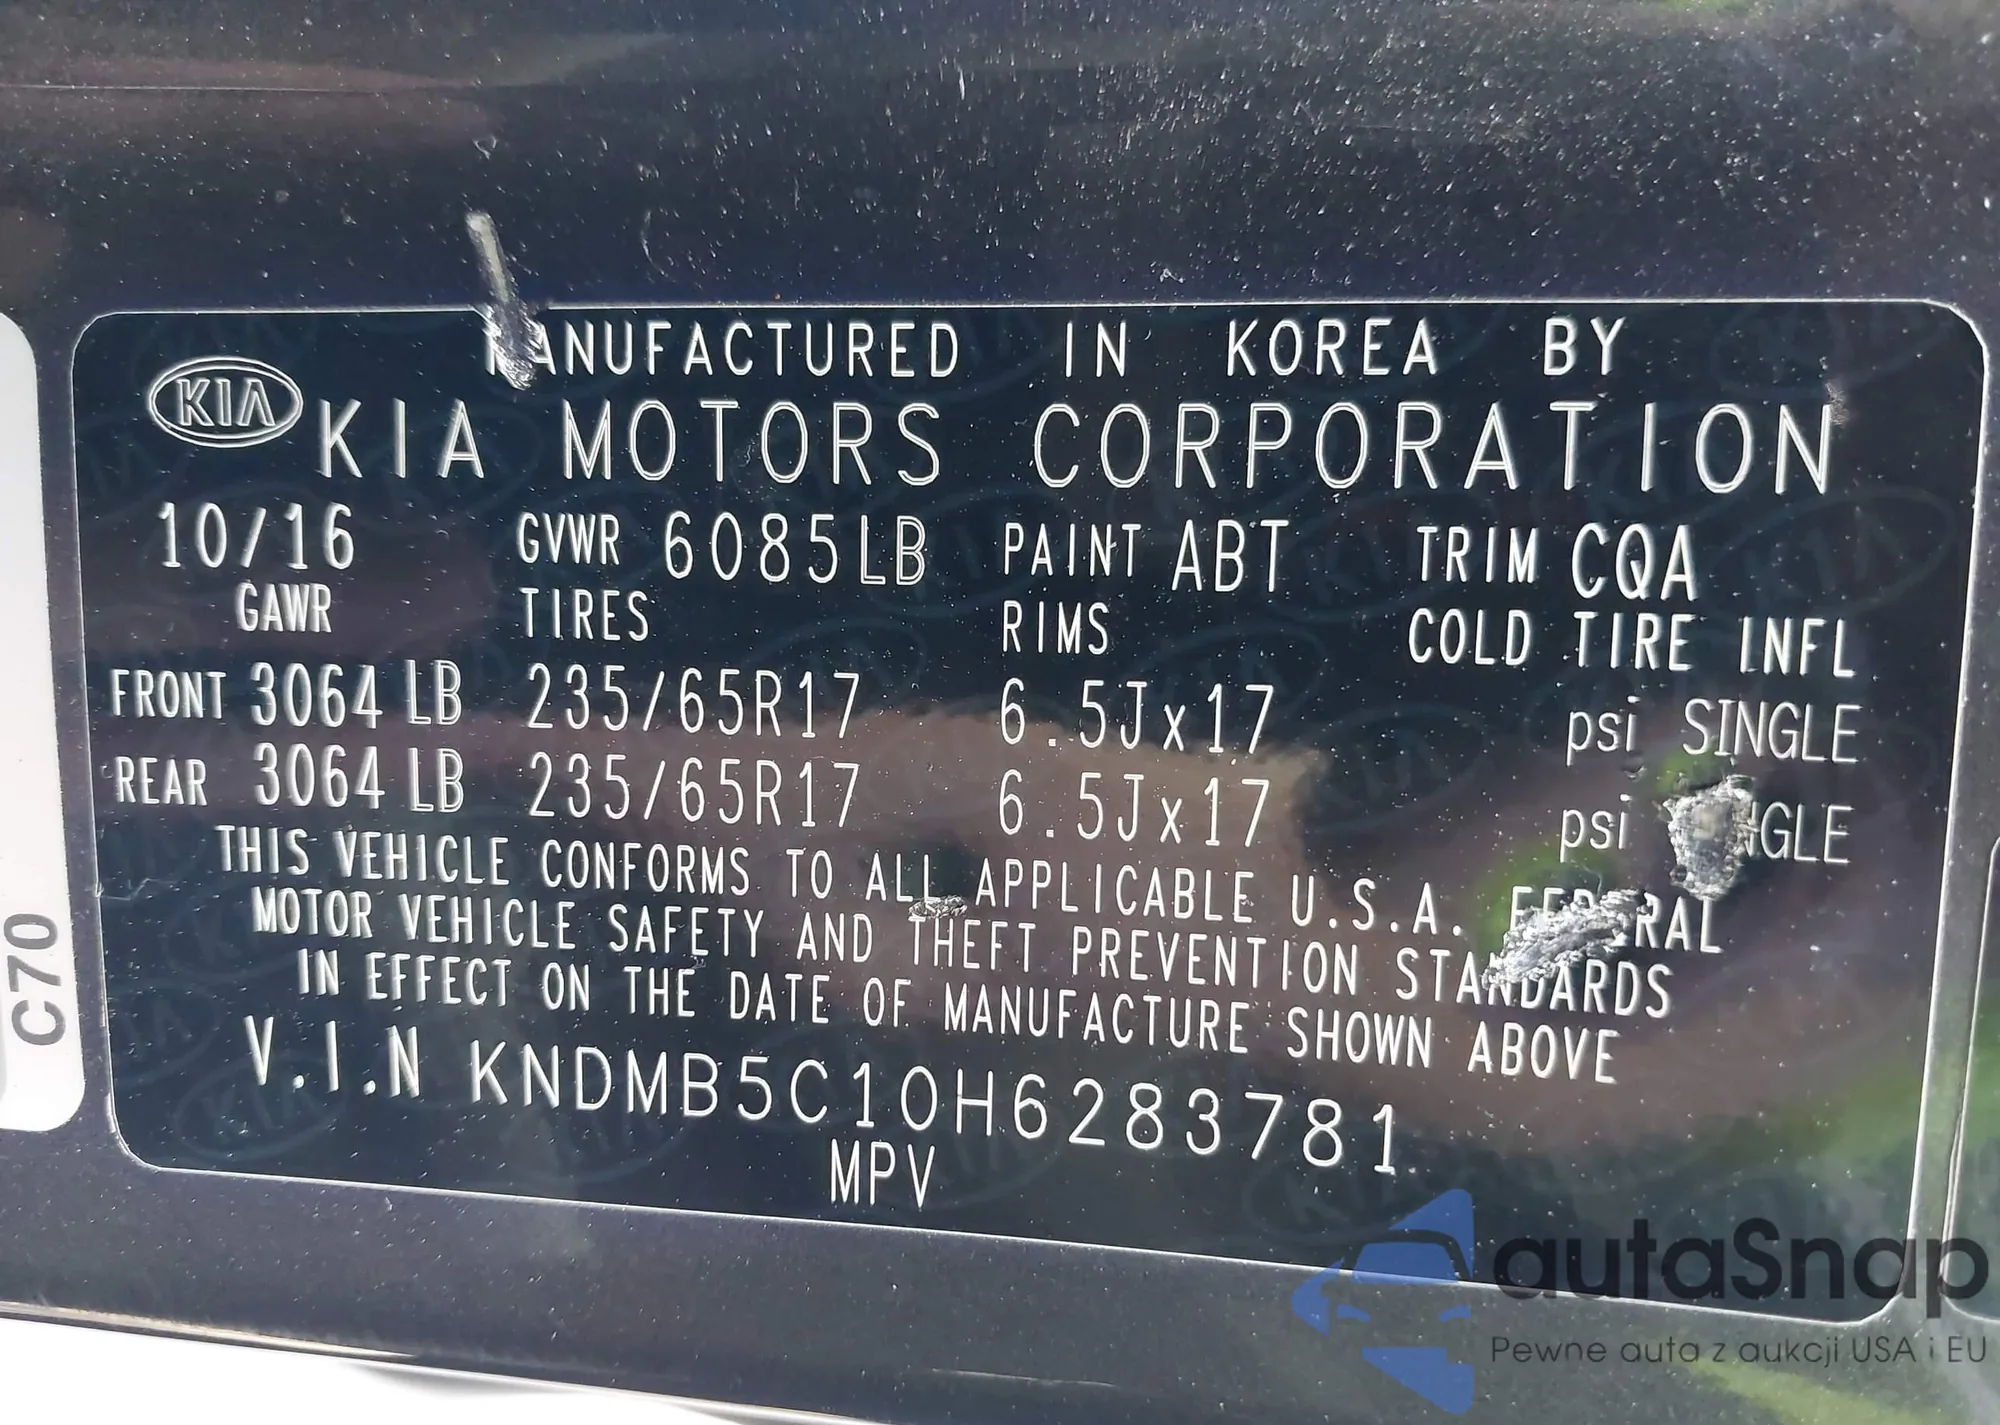 MANUFACTURED IN KOREA BY
KIA KIA MOTORS CORPORATION
10/16 GVWR 6085LB PAINT ABT TRIM CQA
GAWR TIRES RIMS COLD TIRE INFL
FRONT 3064 LB 235/65R17 6.5Jx17 psi SINGLE
REAR 3064 LB 235/65R17 6.5Jx17 psi SINGLE
THIS VEHICLE CONFORMS TO ALL APPLICABLE U.S.A. FEDERAL
MOTOR VEHICLE SAFETY AND THEFT PREVENTION STANDARDS
IN EFFECT ON THE DATE OF MANUFACTURE SHOWN ABOVE
V.I.N KNDMB5C10H6283781
MPV
C70
autaSnap
Pewne auta z aukcji USA i EU